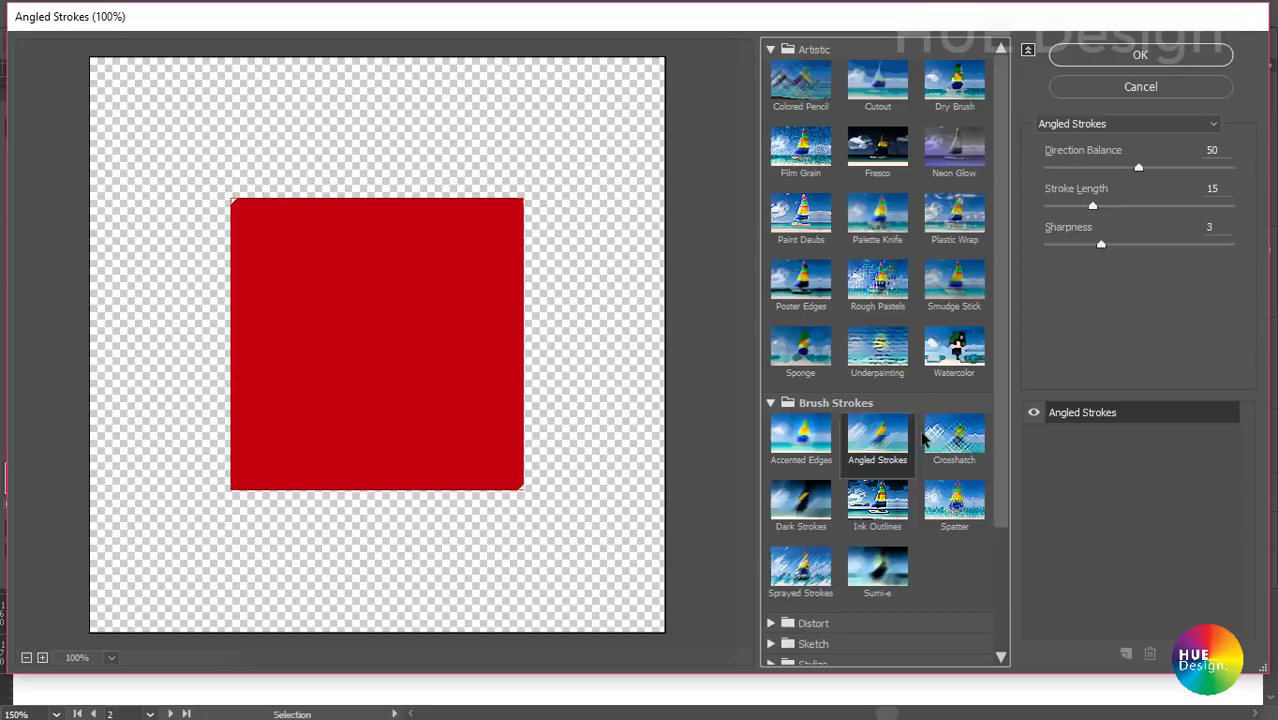 Angled Strokes (100%)
HUE Design
Artistic
OK
Colored Pencil
Cutout
Dry Brush
Cancel
Angled Strokes
Film Grain
Fresco
Neon Glow
Direction Balance 50
Stroke Length 15
Paint Daubs
Palette Knife
Plastic Wrap
Sharpness 3
Poster Edges
Rough Pastels
Smudge Stick
Sponge
Underpainting
Watercolor
Brush Strokes
Angled Strokes
Accented Edges
Angled Strokes
Crosshatch
Dark Strokes
Ink Outlines
Spatter
Sprayed Strokes
Sumi-e
Distort
Sketch
Stylize
100%
HUE
Design.
150%
2
Selection